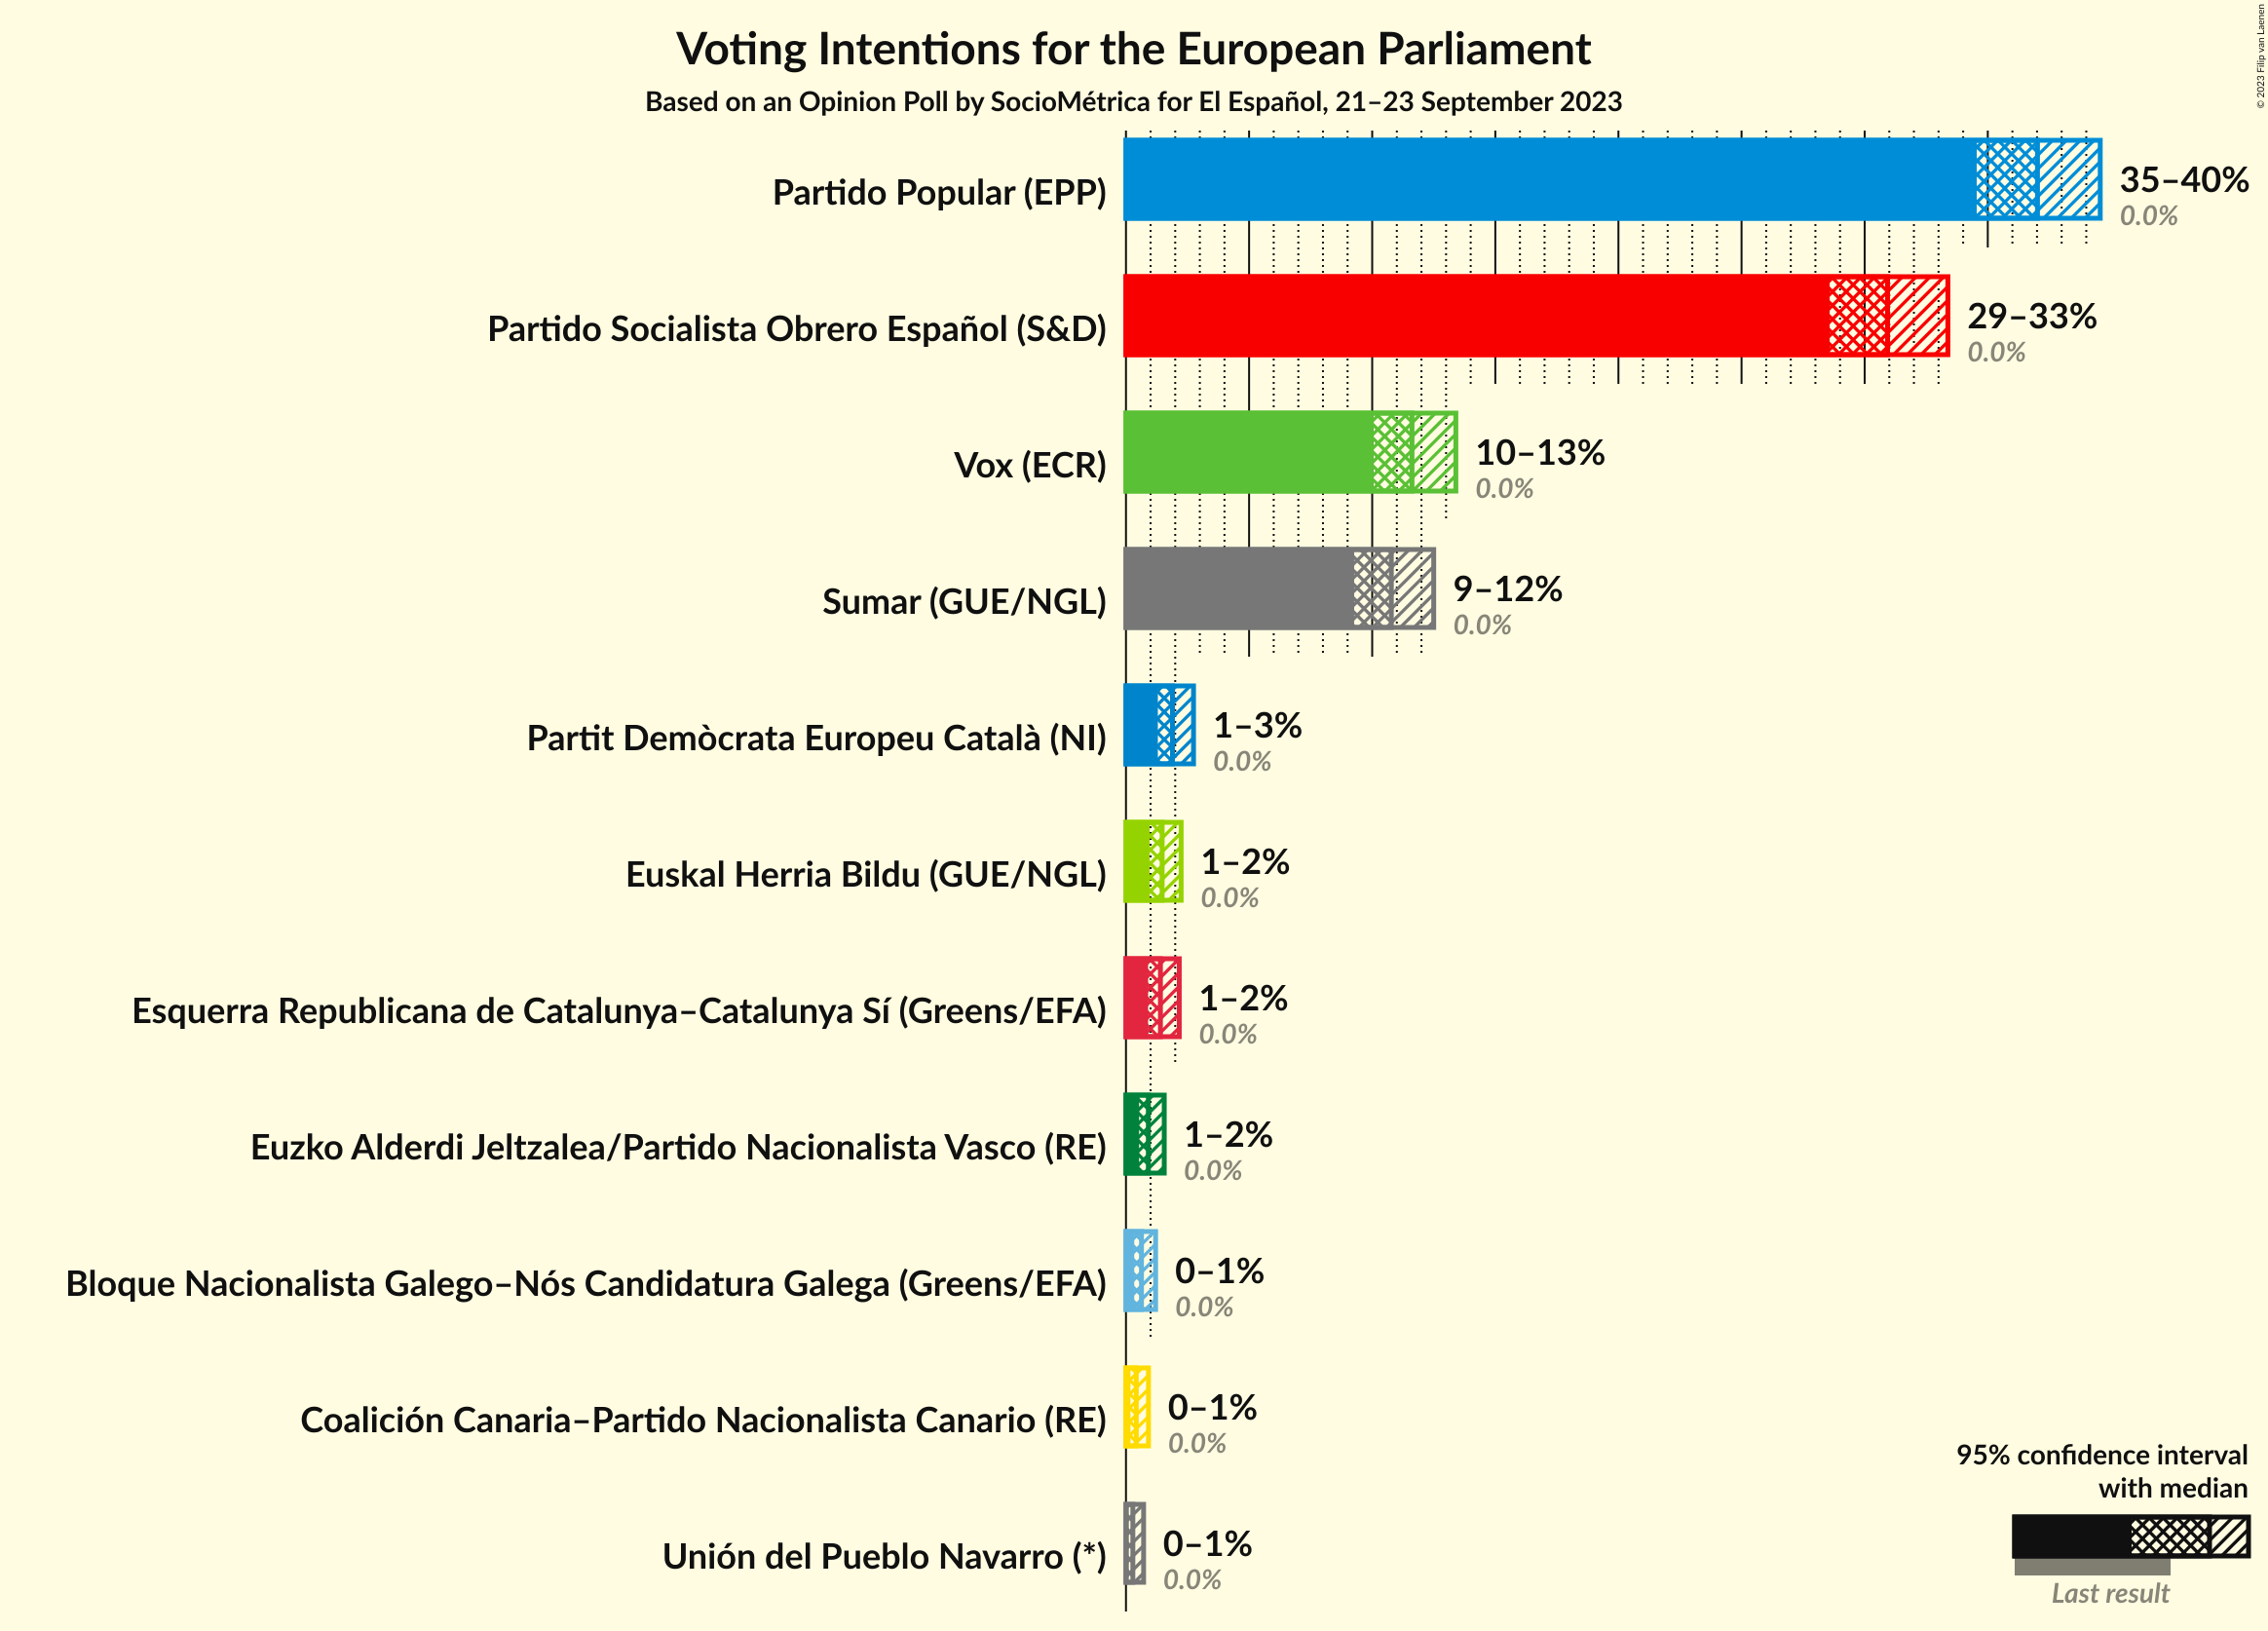 Voting Intentions for the European Parliament
Based on an Opinion Poll by SocioMétrica for El Español, 21–23 September 2023
© 2023 Filip van Laenen
Partido Popular (EPP)
35–40%
0.0%
Partido Socialista Obrero Español (S&D)
29–33%
0.0%
Vox (ECR)
10–13%
0.0%
Sumar (GUE/NGL)
9–12%
0.0%
Partit Demòcrata Europeu Català (NI)
1–3%
0.0%
Euskal Herria Bildu (GUE/NGL)
1–2%
0.0%
Esquerra Republicana de Catalunya–Catalunya Sí (Greens/EFA)
1–2%
0.0%
Euzko Alderdi Jeltzalea/Partido Nacionalista Vasco (RE)
1–2%
0.0%
Bloque Nacionalista Galego–Nós Candidatura Galega (Greens/EFA)
0–1%
0.0%
Coalición Canaria–Partido Nacionalista Canario (RE)
0–1%
0.0%
Unión del Pueblo Navarro (*)
0–1%
0.0%
95% confidence interval
with median
Last result